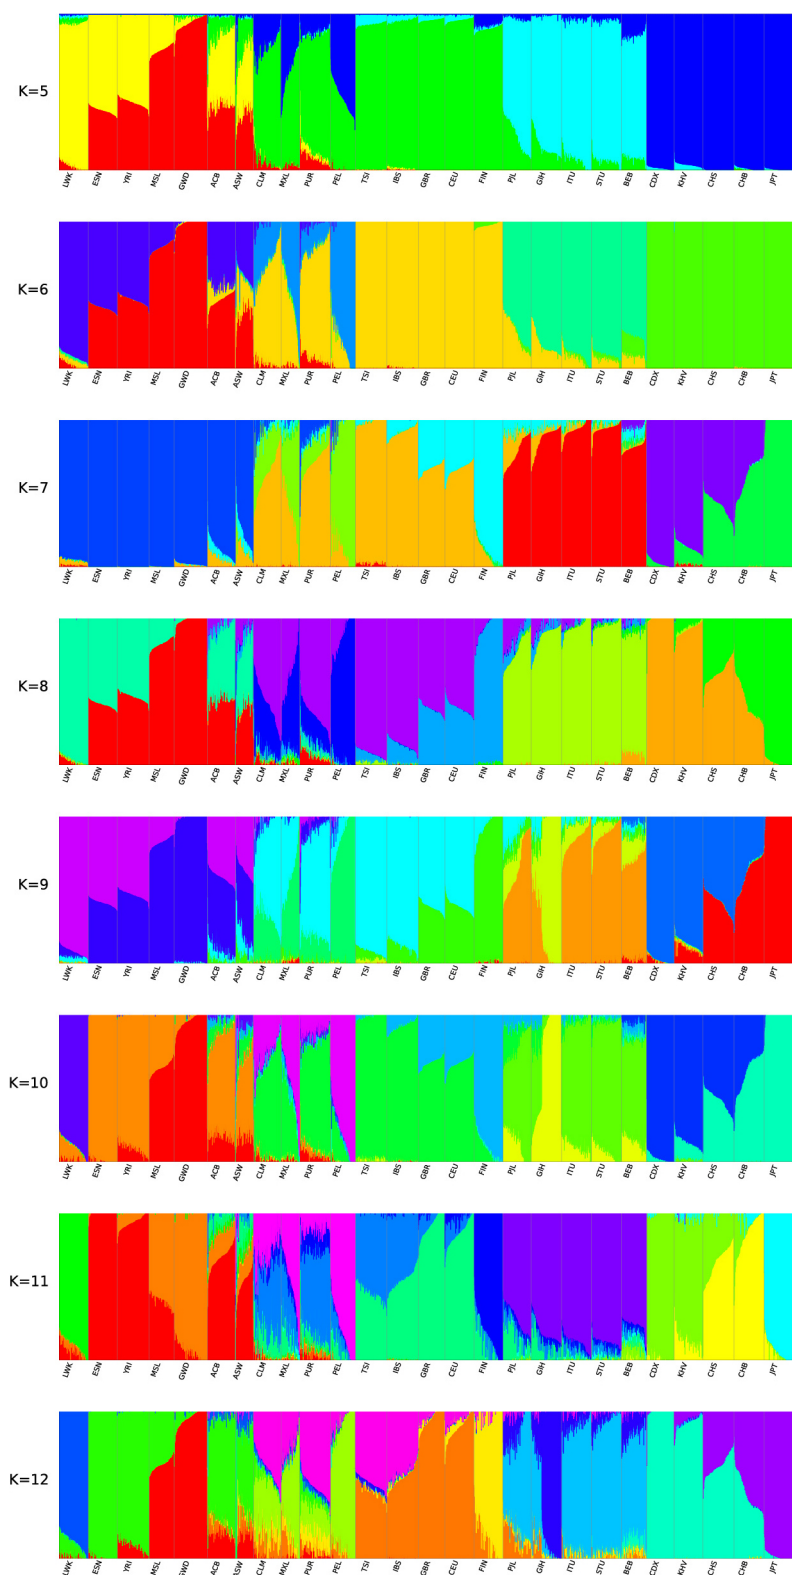 K=5
LWK ESN YRI MSL GWD ACB ASW CLM MXL PUR PEL TSI IBS GBR CEU FIN PJL GIH ITU STU BEB CDX KHV CHS CHB JPT
K=6
LWK ESN YRI MSL GWD ACB ASW CLM MXL PUR PEL TSI IBS GBR CEU FIN PJL GIH ITU STU BEB CDX KHV CHS CHB JPT
K=7
LWK ESN YRI MSL GWD ACB ASW CLM MXL PUR PEL TSI IBS GBR CEU FIN PJL GIH ITU STU BEB CDX KHV CHS CHB JPT
K=8
LWK ESN YRI MSL GWD ACB ASW CLM MXL PUR PEL TSI IBS GBR CEU FIN PJL GIH ITU STU BEB CDX KHV CHS CHB JPT
K=9
LWK ESN YRI MSL GWD ACB ASW CLM MXL PUR PEL TSI IBS GBR CEU FIN PJL GIH ITU STU BEB CDX KHV CHS CHB JPT
K=10
LWK ESN YRI MSL GWD ACB ASW CLM MXL PUR PEL TSI IBS GBR CEU FIN PJL GIH ITU STU BEB CDX KHV CHS CHB JPT
K=11
LWK ESN YRI MSL GWD ACB ASW CLM MXL PUR PEL TSI IBS GBR CEU FIN PJL GIH ITU STU BEB CDX KHV CHS CHB JPT
K=12
LWK ESN YRI MSL GWD ACB ASW CLM MXL PUR PEL TSI IBS GBR CEU FIN PJL GIH ITU STU BEB CDX KHV CHS CHB JPT